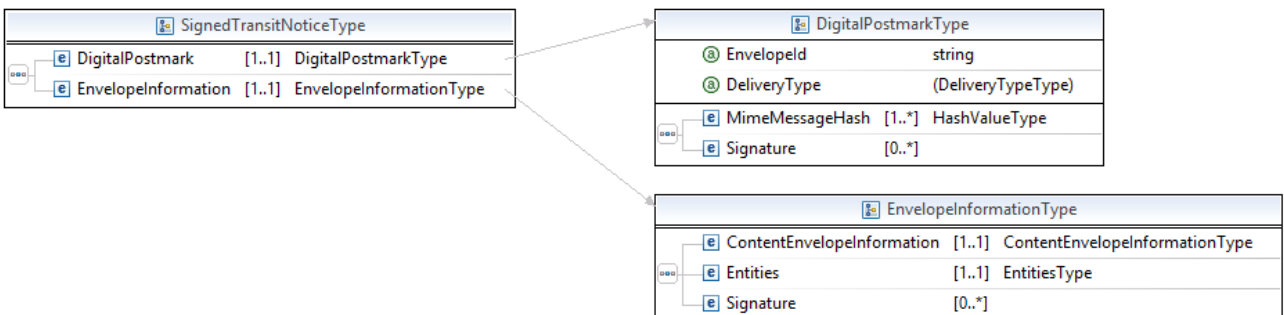 SignedTransitNoticeType
e DigitalPostmark [1..1] DigitalPostmarkType
e EnvelopeInformation [1..1] EnvelopeInformationType
DigitalPostmarkType
a EnvelopeId string
a DeliveryType (DeliveryTypeType)
e MimeMessageHash [1..*] HashValueType
e Signature [0..*]
EnvelopeInformationType
e ContentEnvelopeInformation [1..1] ContentEnvelopeInformationType
e Entities [1..1] EntitiesType
e Signature [0..*]